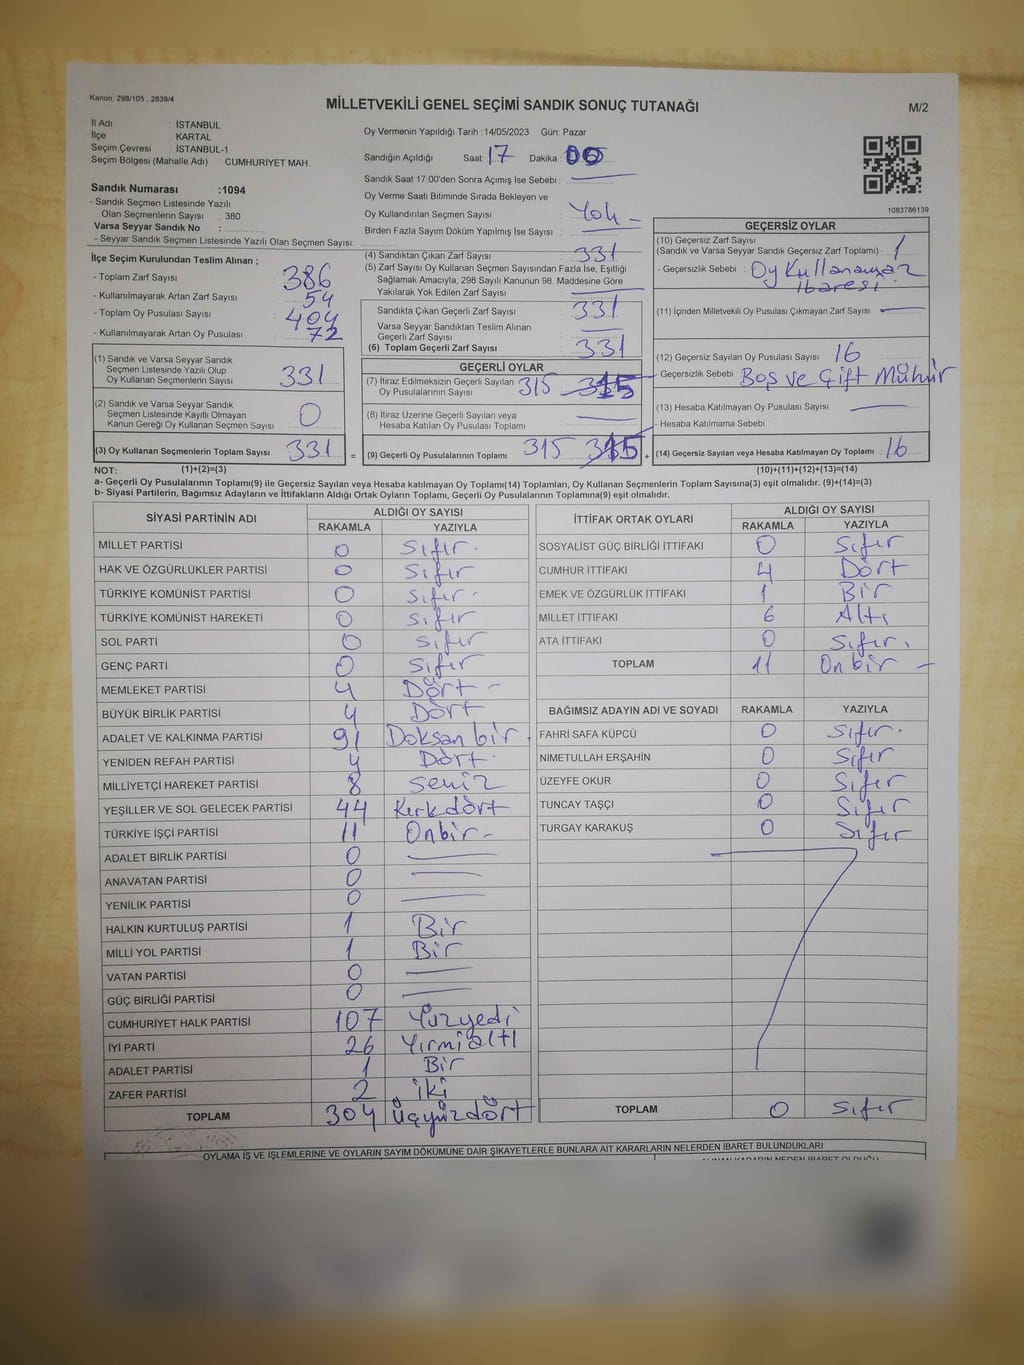 Kanun, 298/105 , 2839/4
MİLLETVEKİLİ GENEL SEÇİMİ SANDIK SONUÇ TUTANAĞI
M/2
İl Adı : İSTANBUL
İlçe : KARTAL
Seçim Çevresi : İSTANBUL-1
Seçim Bölgesi (Mahalle Adı) : CUMHURİYET MAH.
Sandık Numarası :1094
- Sandık Seçmen Listesinde Yazılı
Olan Seçmenlerin Sayısı : 380
Varsa Seyyar Sandık No :
- Seyyar Sandık Seçmen Listesinde Yazılı Olan Seçmen Sayısı:
Oy Vermenin Yapıldığı Tarih :14/05/2023 Gün: Pazar
Sandığın Açıldığı Saat: 17 Dakika : 00
Sandık Saat 17:00'den Sonra Açımış İse Sebebi :
Oy Verme Saati Bitiminde Sırada Bekleyen ve
Oy Kullandırılan Seçmen Sayısı : Yok -
Birden Fazla Sayım Döküm Yapılmış İse Sayısı :
1083786139
İlçe Seçim Kurulundan Teslim Alınan ;
- Toplam Zarf Sayısı : 386
- Kullanılmayarak Artan Zarf Sayısı : 54
- Toplam Oy Pusulası Sayısı : 404
- Kullanılmayarak Artan Oy Pusulası : 72
(1) Sandık ve Varsa Seyyar Sandık
Seçmen Listesinde Yazılı Olup
Oy Kullanan Seçmenlerin Sayısı : 331
(2) Sandık ve Varsa Seyyar Sandık
Seçmen Listesinde Kayıtlı Olmayan
Kanun Gereği Oy Kullanan Seçmen Sayısı : 0
(3) Oy Kullanan Seçmenlerin Toplam Sayısı : 331
(4) Sandıktan Çıkan Zarf Sayısı : 331
(5) Zarf Sayısı Oy Kullanan Seçmen Sayısından Fazla İse, Eşitliği
Sağlamak Amacıyla; 298 Sayılı Kanunun 98. Maddesine Göre
Yakılarak Yok Edilen Zarf Sayısı :
Sandıkta Çıkan Geçerli Zarf Sayısı : 331
Varsa Seyyar Sandıktan Teslim Alınan
Geçerli Zarf Sayısı :
(6) Toplam Geçerli Zarf Sayısı : 331
GEÇERLİ OYLAR
(7) İtiraz Edilmeksizin Geçerli Sayılan
Oy Pusulalarının Sayısı : 315 315
(8) İtiraz Üzerine Geçerli Sayılan veya
Hesaba Katılan Oy Pusulası Toplamı :
= (9) Geçerli Oy Pusulalarının Toplamı : 315 315 +
GEÇERSİZ OYLAR
(10) Geçersiz Zarf Sayısı
(Sandık ve Varsa Seyyar Sandık Geçersiz Zarf Toplamı) : 1
- Geçersizlik Sebebi : Oy Kullanamaz
ibaresi
(11) İçinden Milletvekili Oy Pusulası Çıkmayan Zarf Sayısı :
(12) Geçersiz Sayılan Oy Pusulası Sayısı : 16
- Geçersizlik Sebebi : Boş ve Çift Mühür
(13) Hesaba Katılmayan Oy Pusulası Sayısı :
- Hesaba Katılmama Sebebi :
(14) Geçersiz Sayılan veya Hesaba Katılmayan Oy Toplamı : 16
NOT: (1)+(2)=(3) (10)+(11)+(12)+(13)=(14)
a- Geçerli Oy Pusulalarının Toplamı(9) ile Geçersiz Sayılan veya Hesaba katılmayan Oy Toplamı(14) Toplamları, Oy Kullanan Seçmenlerin Toplam Sayısına(3) eşit olmalıdır. (9)+(14)=(3)
b- Siyasi Partilerin, Bağımsız Adayların ve İttifakların Aldığı Ortak Oyların Toplamı, Geçerli Oy Pusulalarının Toplamına(9) eşit olmalıdır.
SİYASİ PARTİNİN ADI ALDIĞI OY SAYISI
RAKAMLA YAZIYLA
MİLLET PARTİSİ 0 Sıfır.
HAK VE ÖZGÜRLÜKLER PARTİSİ 0 Sıfır
TÜRKİYE KOMÜNİST PARTİSİ 0 Sıfır.
TÜRKİYE KOMÜNİST HAREKETİ 0 Sıfır
SOL PARTİ 0 Sıfır
GENÇ PARTİ 0 Sıfır
MEMLEKET PARTİSİ 4 Dört -
BÜYÜK BİRLİK PARTİSİ 4 Dört
ADALET VE KALKINMA PARTİSİ 91 Doksan bir.
YENİDEN REFAH PARTİSİ 4 Dört.
MİLLİYETÇİ HAREKET PARTİSİ 8 Sekiz
YEŞİLLER VE SOL GELECEK PARTİSİ 44 Kırk dört
TÜRKİYE İŞÇİ PARTİSİ 11 Onbir -
ADALET BİRLİK PARTİSİ 0
ANAVATAN PARTİSİ 0
YENİLİK PARTİSİ 0
HALKIN KURTULUŞ PARTİSİ 1 Bir
MİLLİ YOL PARTİSİ 1 Bir
VATAN PARTİSİ 0
GÜÇ BİRLİĞİ PARTİSİ 0
CUMHURİYET HALK PARTİSİ 107 Yüzyedi
İYİ PARTİ 26 Yirmi altı
ADALET PARTİSİ 1 Bir
ZAFER PARTİSİ 2 iki
TOPLAM 304 Üçyüzdört
İTTİFAK ORTAK OYLARI ALDIĞI OY SAYISI
RAKAMLA YAZIYLA
SOSYALİST GÜÇ BİRLİĞİ İTTİFAKI 0 Sıfır
CUMHUR İTTİFAKI 4 Dört
EMEK VE ÖZGÜRLÜK İTTİFAKI 1 Bir
MİLLET İTTİFAKI 6 Altı
ATA İTTİFAKI 0 Sıfır.
TOPLAM 11 Onbir -
BAĞIMSIZ ADAYIN ADI VE SOYADI RAKAMLA YAZIYLA
FAHRİ SAFA KÜPCÜ 0 Sıfır.
NİMETULLAH ERŞAHİN 0 Sıfır
ÜZEYFE OKUR 0 Sıfır
TUNCAY TAŞÇI 0 Sıfır
TURGAY KARAKUŞ 0 Sıfır
TOPLAM 0 Sıfır
OYLAMA İŞ VE İŞLEMLERİNE VE OYLARIN SAYIM DÖKÜMÜNE DAİR ŞİKAYETLERLE BUNLARA AİT KARARLARIN NELERDEN İBARET BULUNDUKLARI